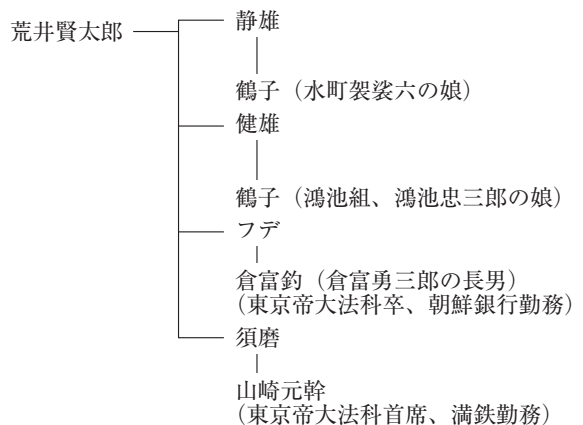 荒井賢太郎
静雄
鶴子（水町袈裟六の娘）
健雄
鶴子（鴻池組、鴻池忠三郎の娘）
フデ
倉富鈞（倉富勇三郎の長男）
（東京帝大法科卒、朝鮮銀行勤務）
須磨
山崎元幹
（東京帝大法科首席、満鉄勤務）